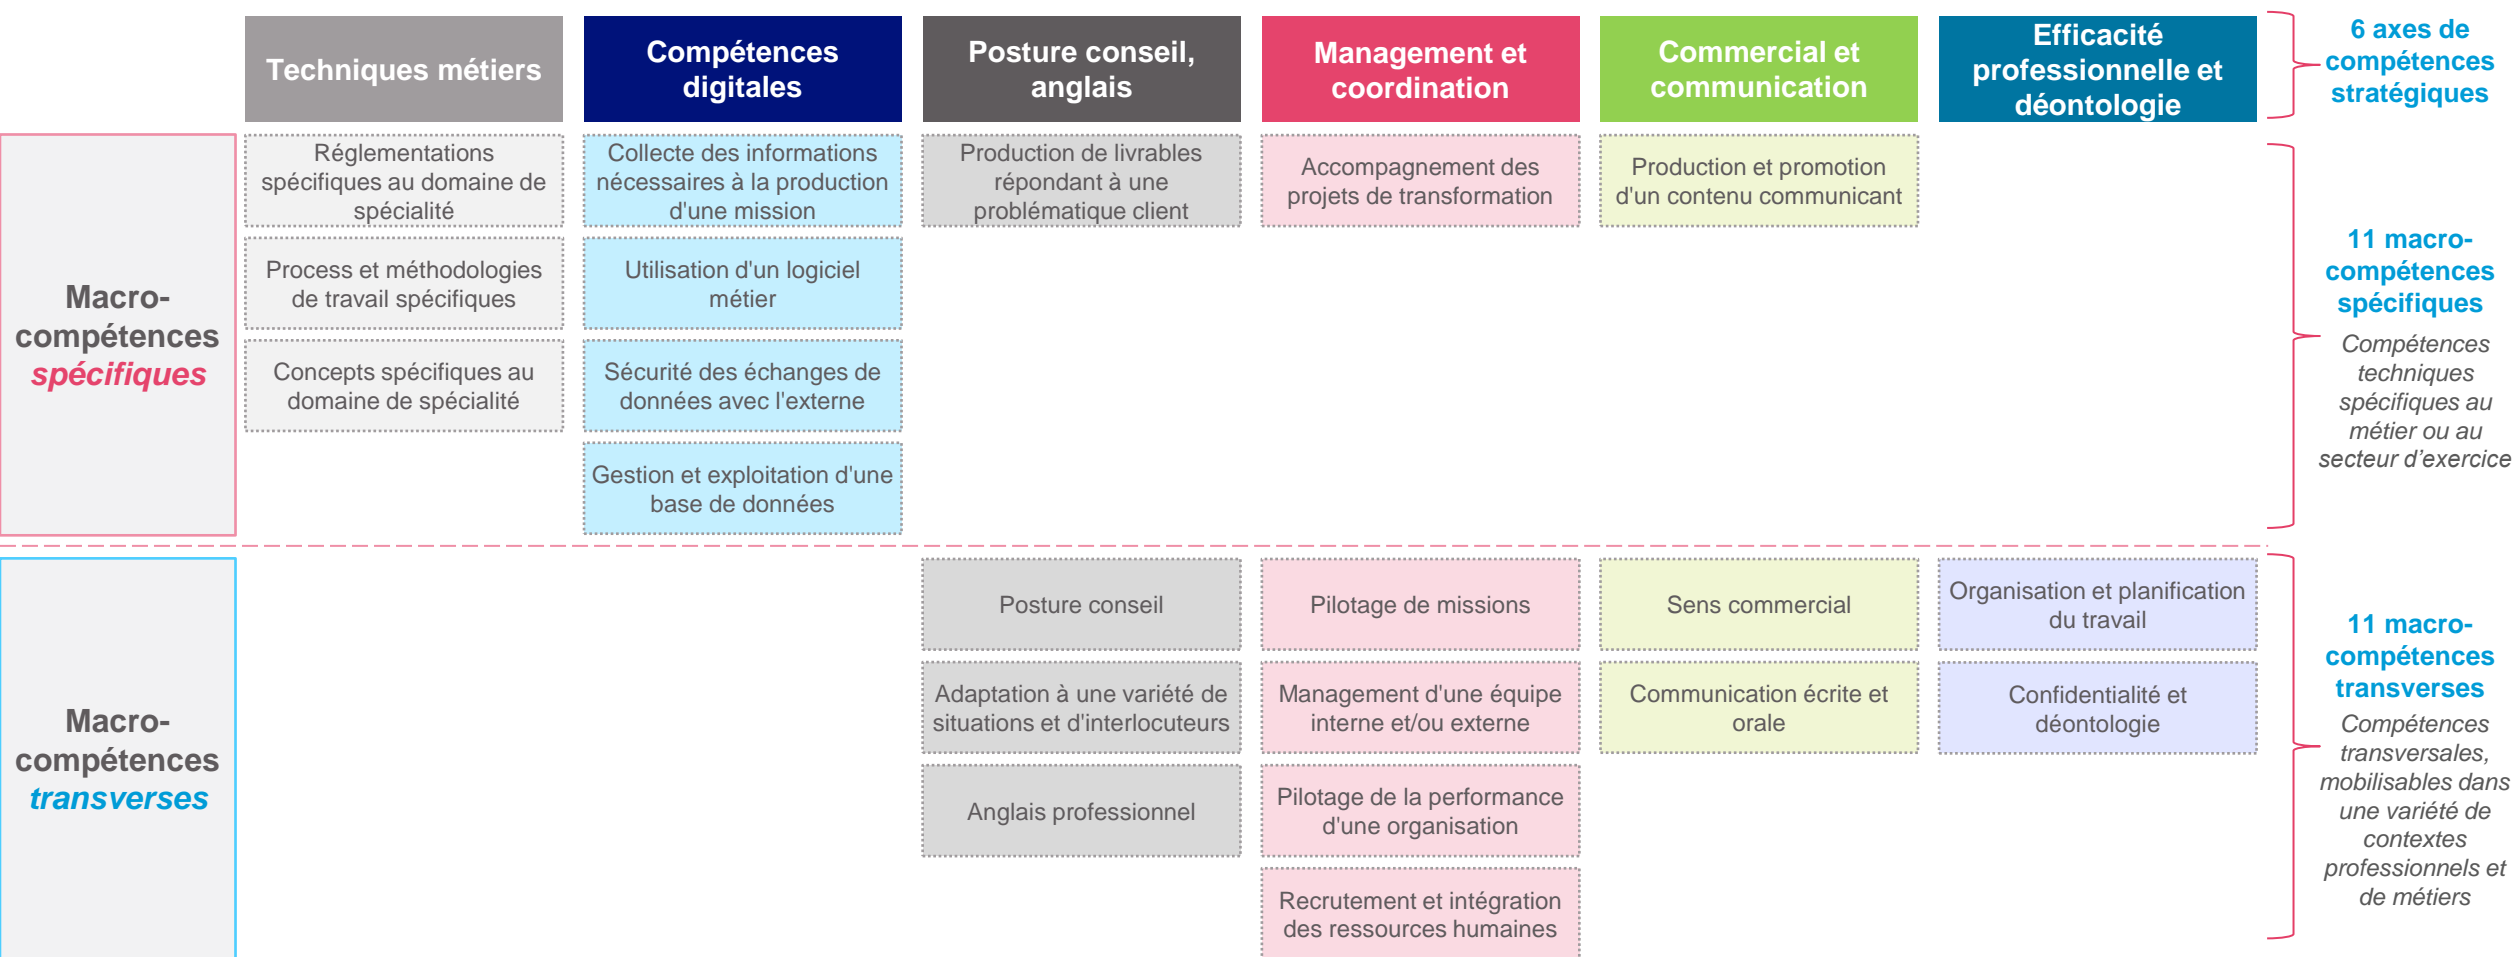 Techniques métiers
Compétences
digitales
Posture conseil,
anglais
Management et
coordination
Commercial et
communication
Efficacité
professionnelle et
déontologie
6 axes de
compétences
stratégiques
Macro-
compétences
spécifiques
Réglementations
spécifiques au domaine de
spécialité
Process et méthodologies
de travail spécifiques
Concepts spécifiques au
domaine de spécialité
Collecte des informations
nécessaires à la production
d'une mission
Utilisation d'un logiciel
métier
Sécurité des échanges de
données avec l'externe
Gestion et exploitation d'une
base de données
Production de livrables
répondant à une
problématique client
Accompagnement des
projets de transformation
Production et promotion
d'un contenu communicant
11 macro-
compétences
spécifiques
Compétences
techniques
spécifiques au
métier ou au
secteur d’exercice
Macro-
compétences
transverses
Posture conseil
Adaptation à une variété de
situations et d'interlocuteurs
Anglais professionnel
Pilotage de missions
Management d'une équipe
interne et/ou externe
Pilotage de la performance
d'une organisation
Recrutement et intégration
des ressources humaines
Sens commercial
Communication écrite et
orale
Organisation et planification
du travail
Confidentialité et
déontologie
11 macro-
compétences
transverses
Compétences
transversales,
mobilisables dans
une variété de
contextes
professionnels et
de métiers